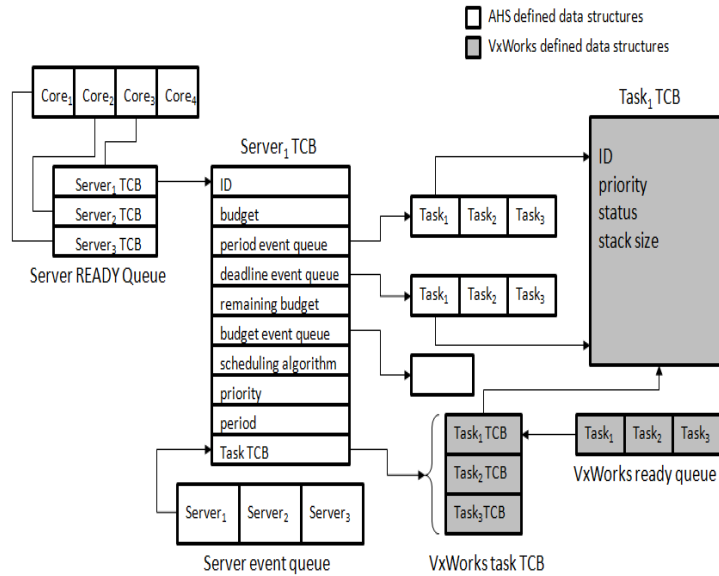 AHS defined data structures
VxWorks defined data structures
Core₁ Core₂ Core₃ Core₄
Server₁ TCB
Server₂ TCB
Server₃ TCB
Server READY Queue
Server₁ TCB
ID
budget
period event queue
deadline event queue
remaining budget
budget event queue
scheduling algorithm
priority
period
Task TCB
Task₁ Task₂ Task₃
Task₁ Task₂ Task₃
Task₁ TCB
ID
priority
status
stack size
Task₁ TCB
Task₂ TCB
Task₃TCB
VxWorks task TCB
Task₁ Task₂ Task₃
VxWorks ready queue
Server₁ Server₂ Server₃
Server event queue